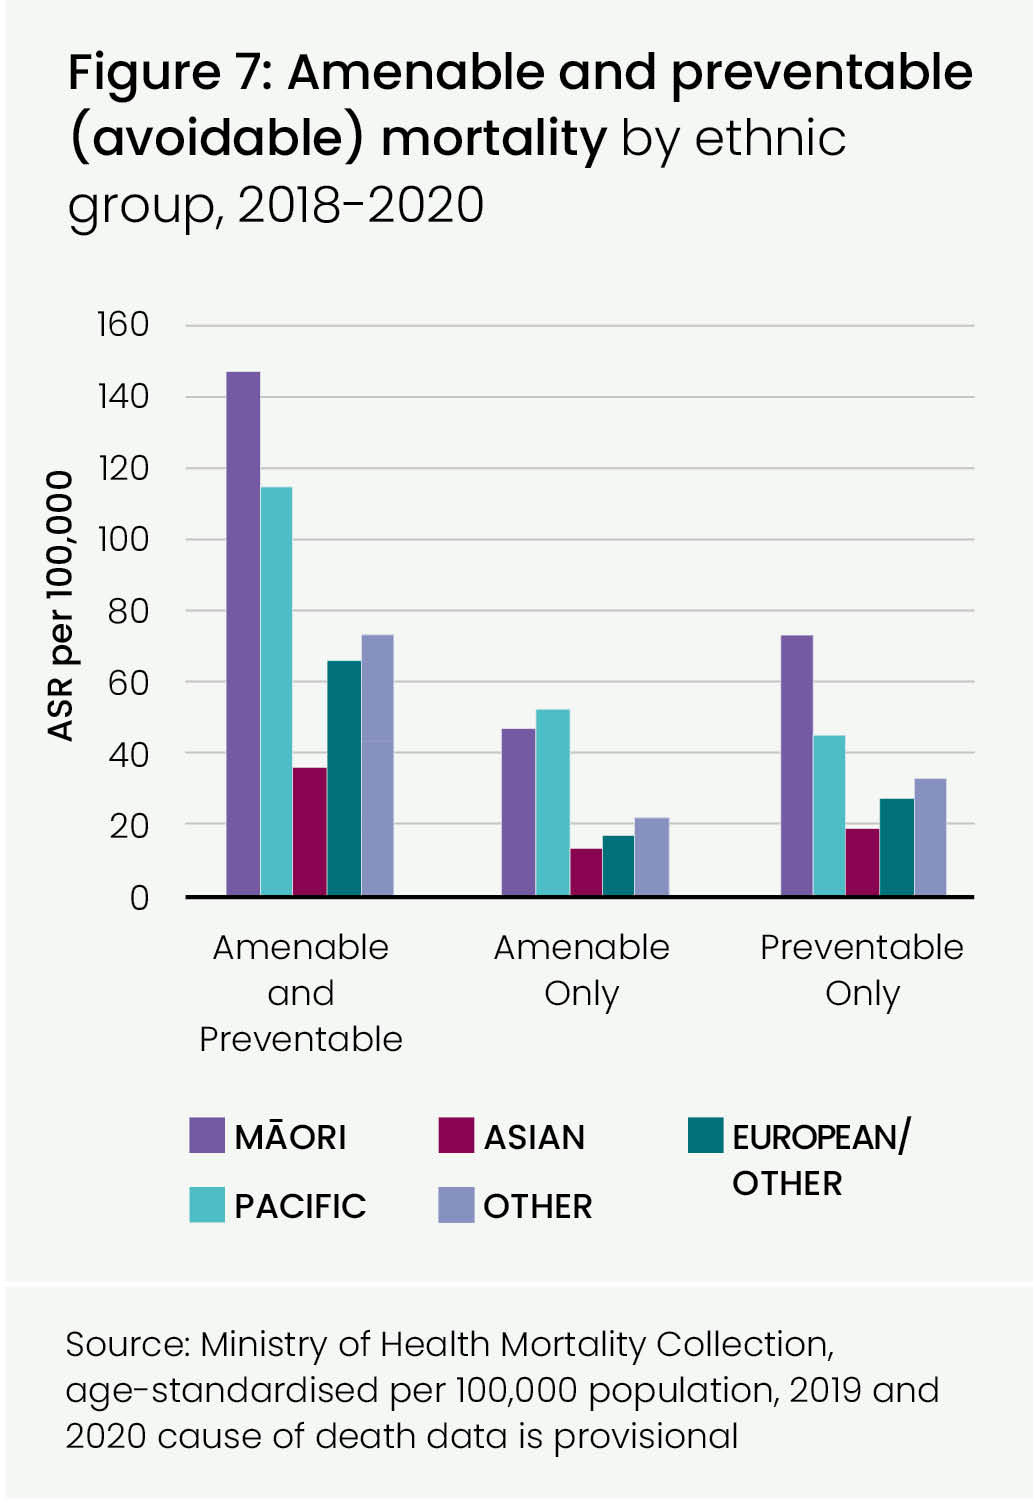 Figure 7: Amenable and preventable
(avoidable) mortality by ethnic
group, 2018-2020
ASR per 100,000
160
140
120
100
80
60
40
20
0
Amenable
and
Preventable
Amenable
Only
Preventable
Only
MĀORI
ASIAN
EUROPEAN/
OTHER
PACIFIC
OTHER
Source: Ministry of Health Mortality Collection,
age-standardised per 100,000 population, 2019 and
2020 cause of death data is provisional